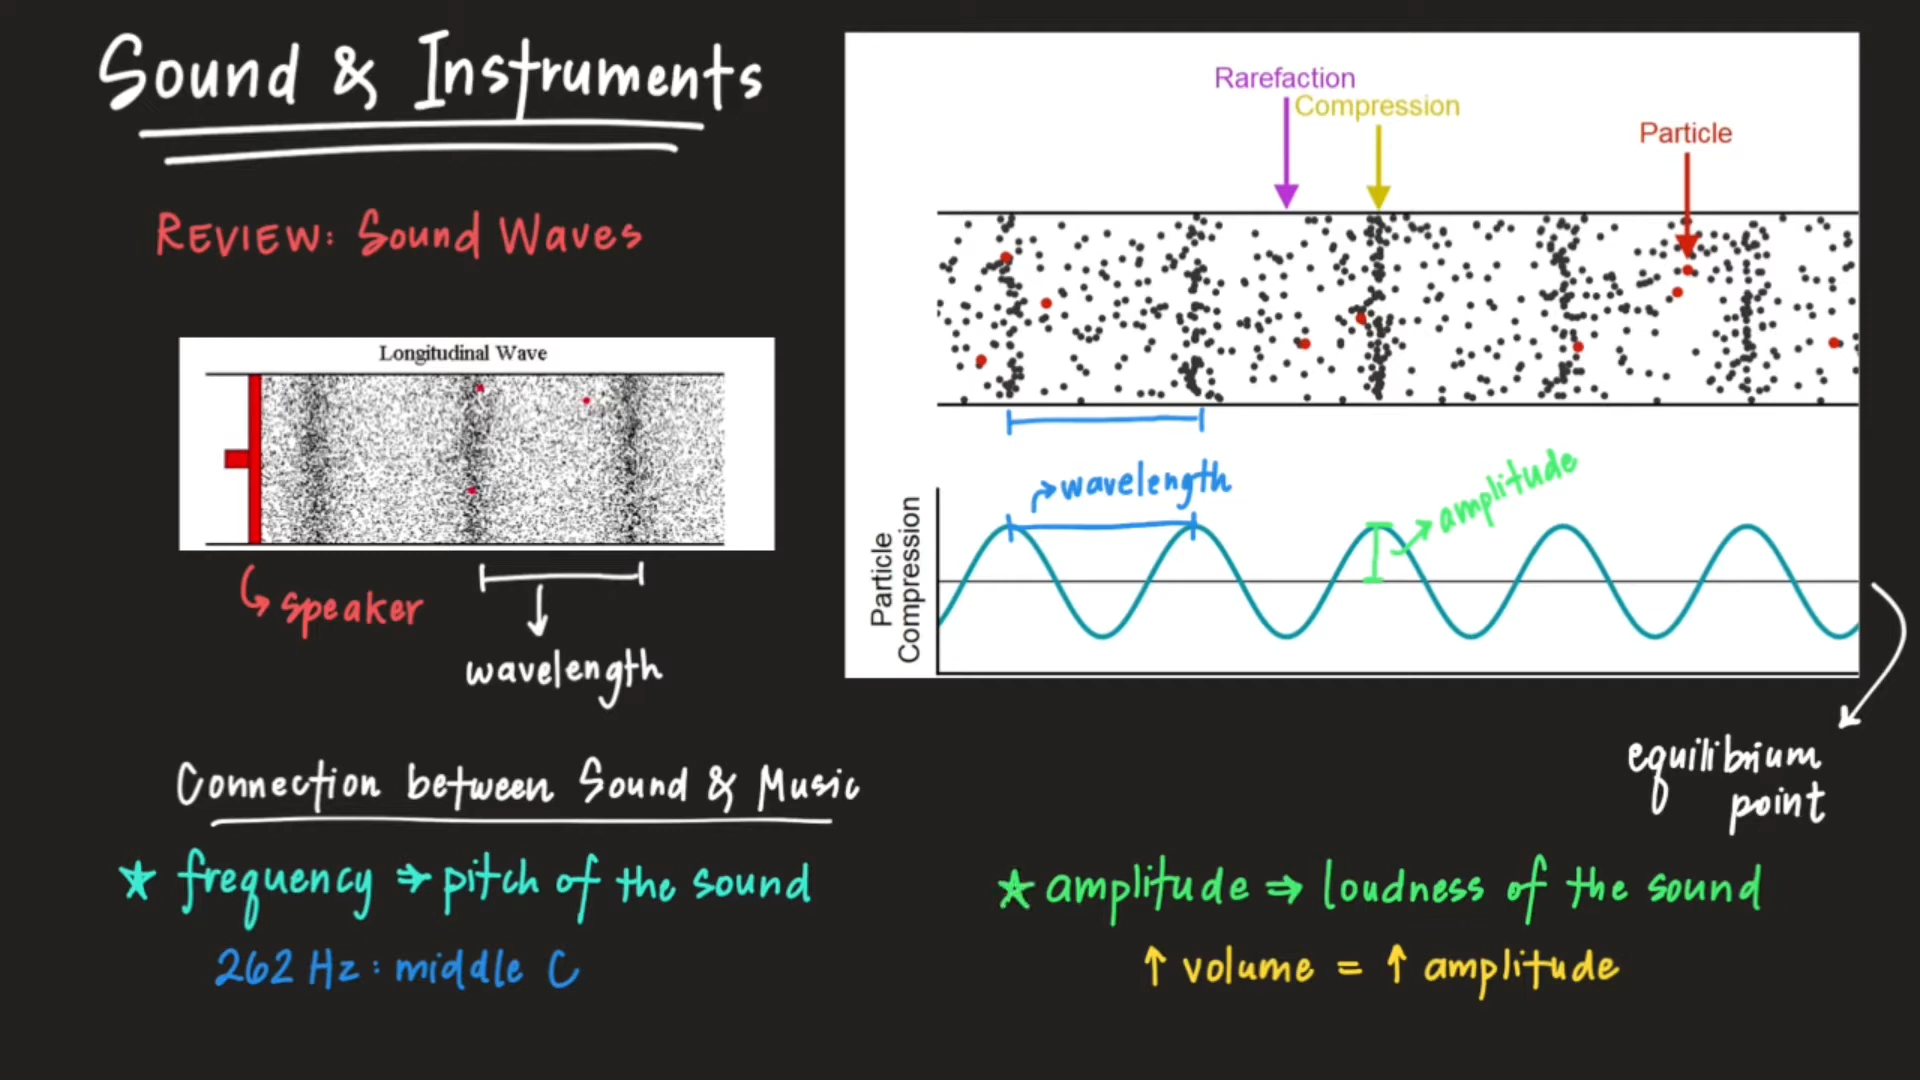 Sound & Instruments
REVIEW: Sound Waves
Longitudinal Wave
speaker
wavelength
Rarefaction
Compression
Particle
wavelength
amplitude
Particle
Compression
equilibrium
point
Connection between Sound & Music
★ frequency ⇒ pitch of the sound
262 Hz: middle C
★ amplitude ⇒ loudness of the sound
↑ volume = ↑ amplitude